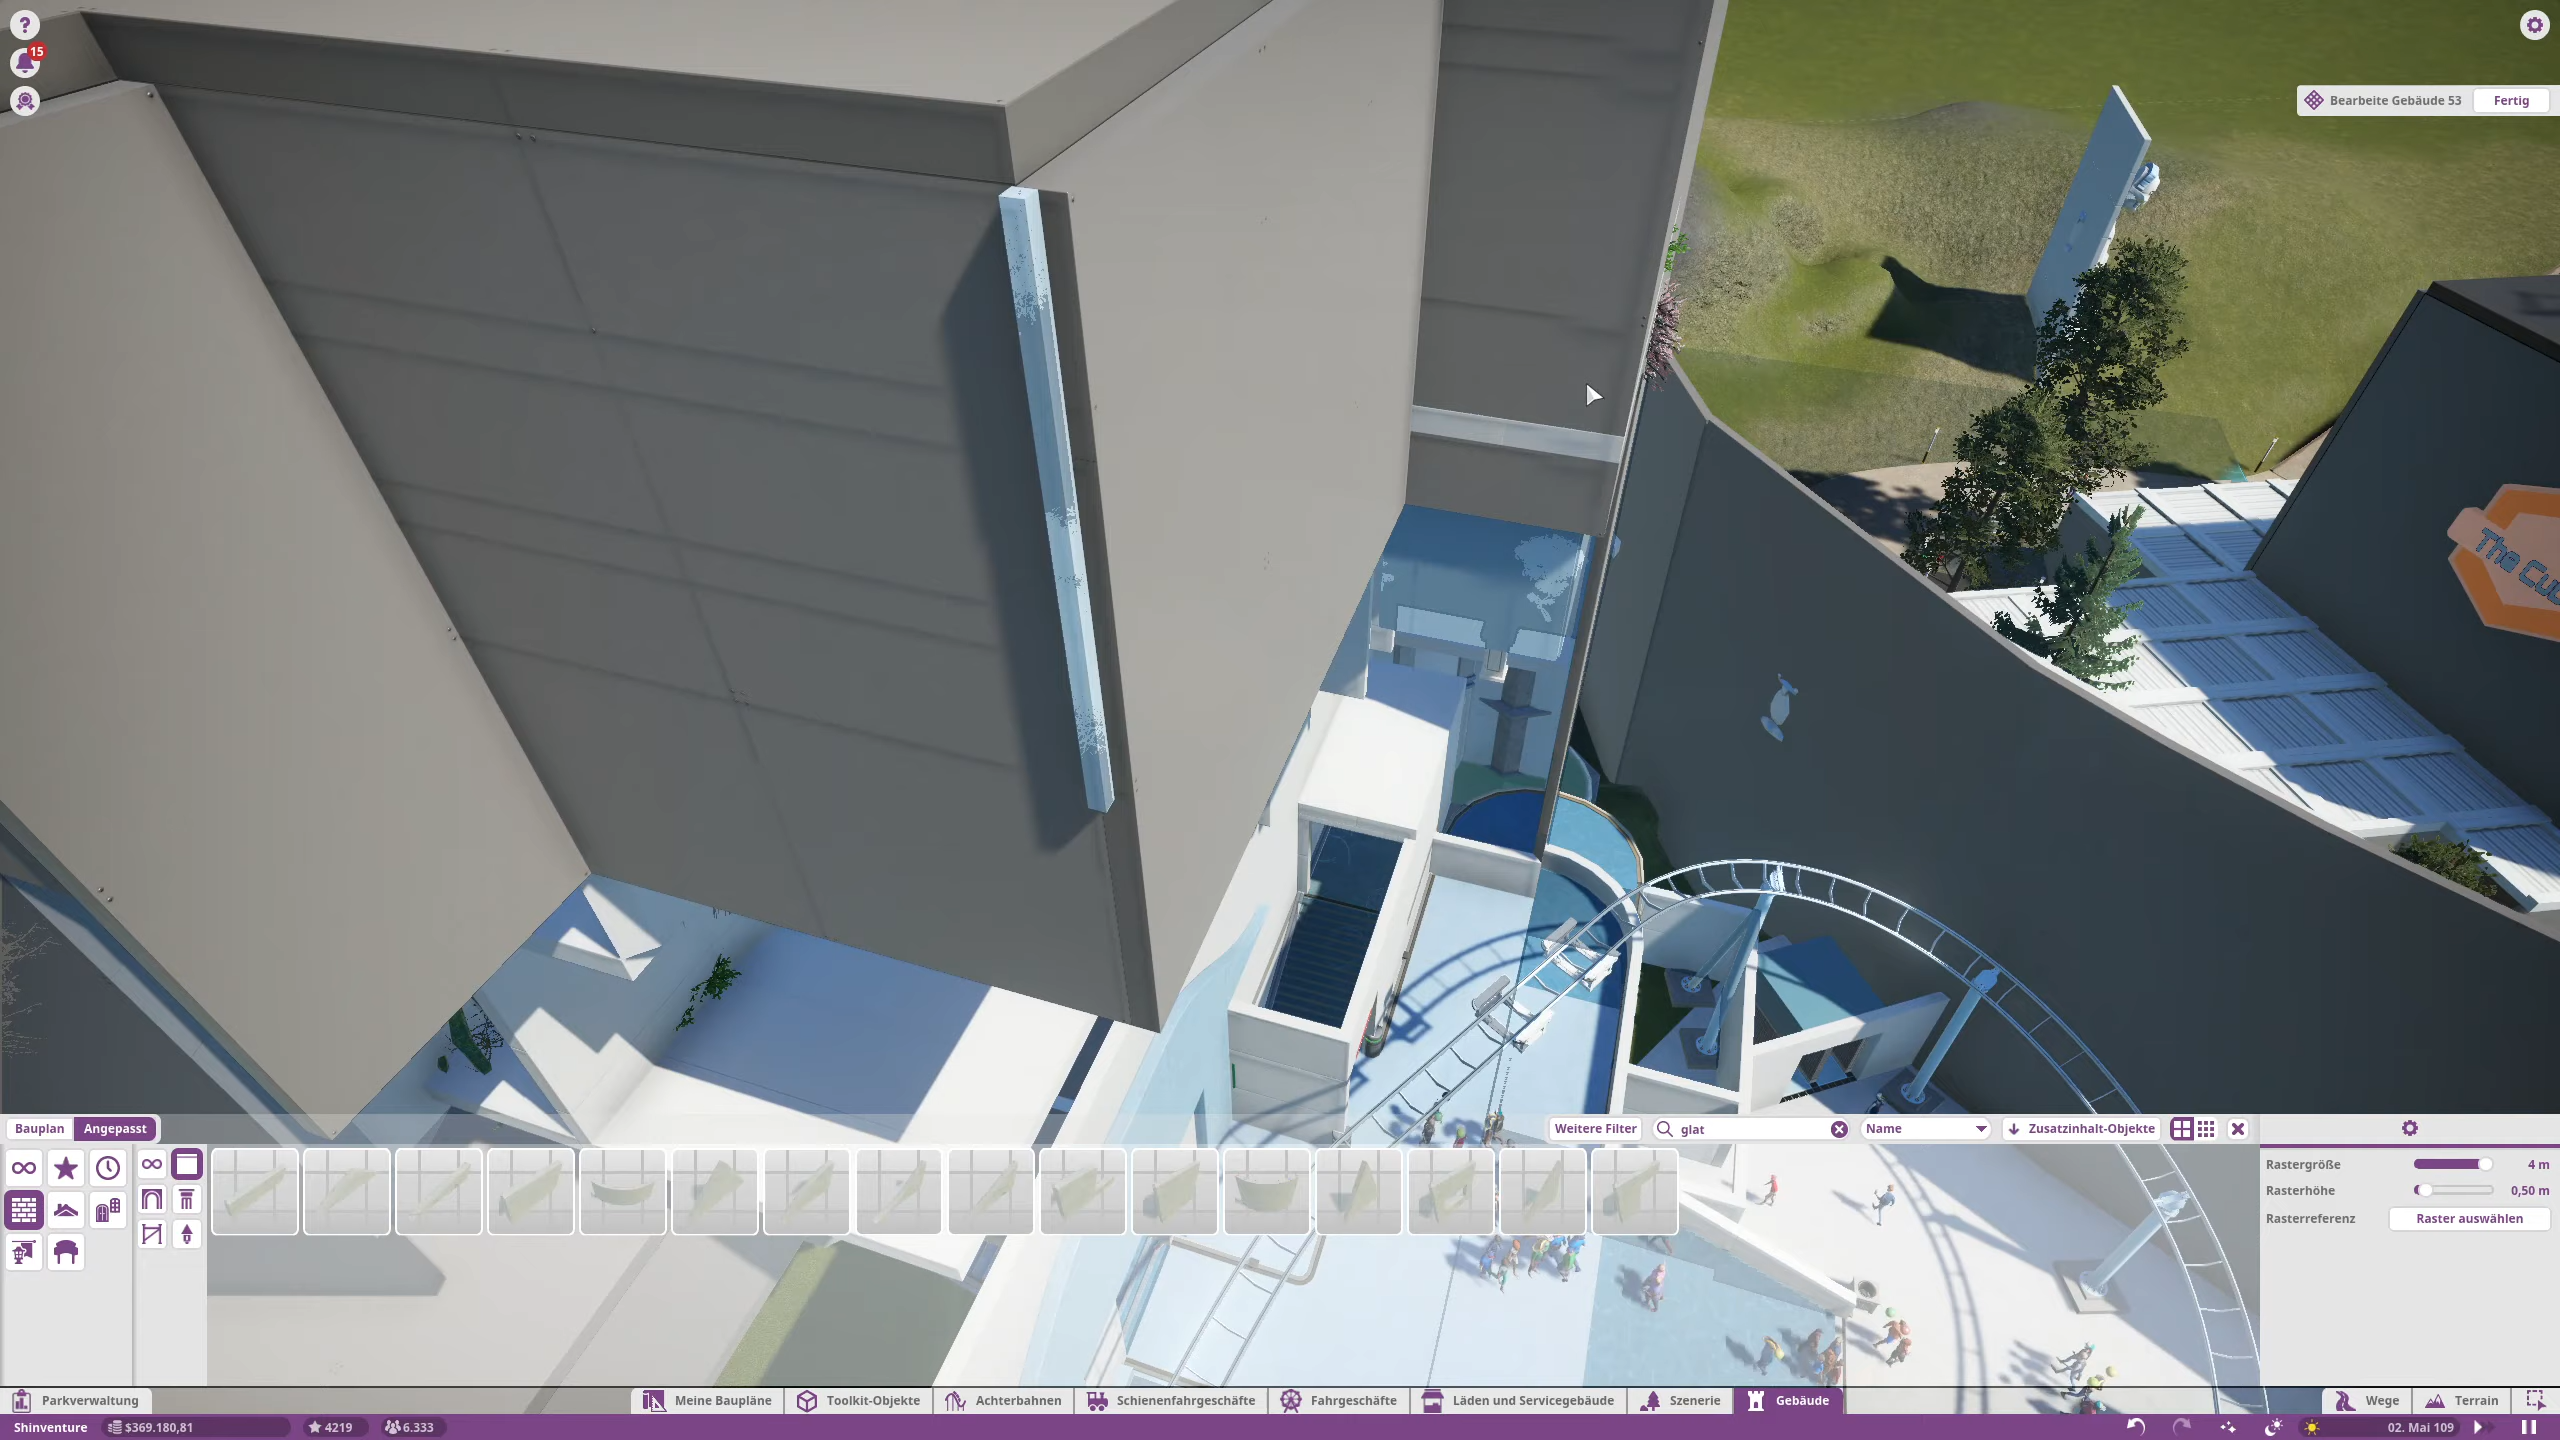 ?
15
Bearbeite Gebäude 53 Fertig
The Cu
Bauplan Angepasst
Weitere Filter glat Name Zusatzinhalt-Objekte
Rastergröße 4 m
Rasterhöhe 0,50 m
Rasterreferenz Raster auswählen
Parkverwaltung Meine Baupläne Toolkit-Objekte Achterbahnen Schienenfahrgeschäfte Fahrgeschäfte Läden und Servicegebäude Szenerie Gebäude Wege Terrain
Shinventure $369.180,81 4219 6.333 02. Mai 109